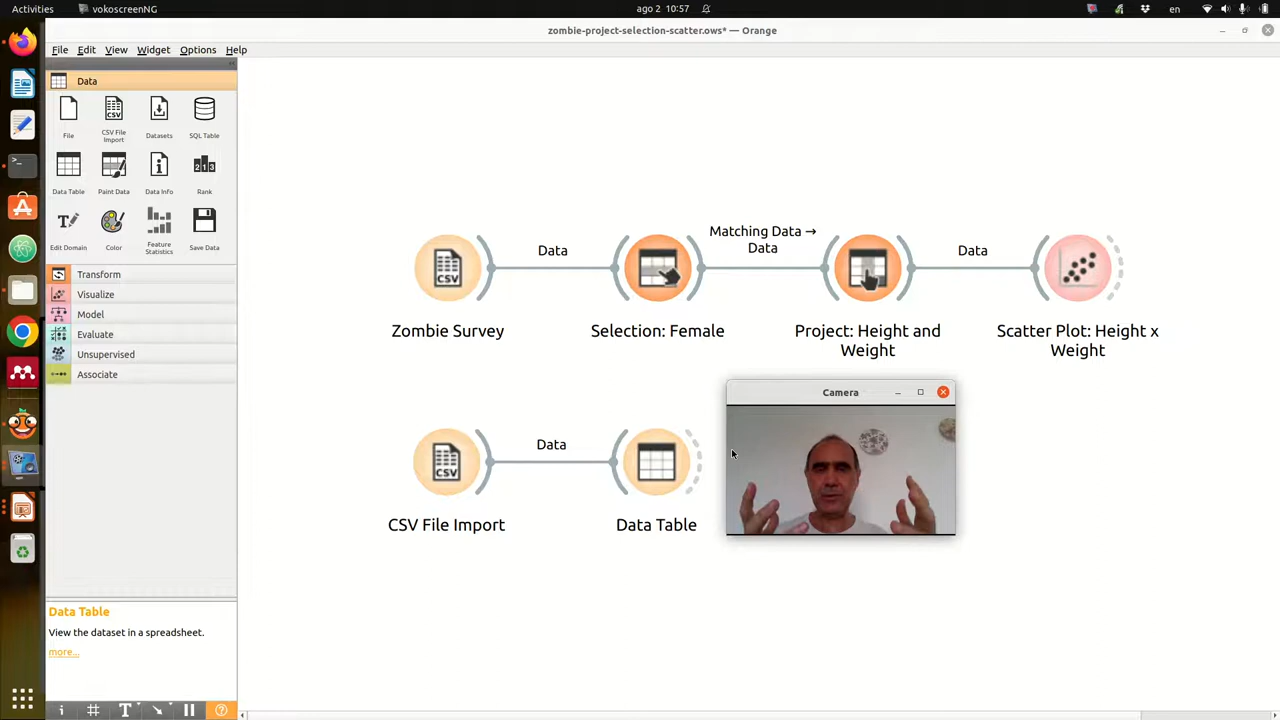 Activities
vokoscreenNG
ago 2 10:57
en
zombie-project-selection-scatter.ows* — Orange
File Edit View Widget Options Help
Data
File
CSV File Import
Datasets
SQL Table
Data Table
Paint Data
Data Info
Rank
Edit Domain
Color
Feature Statistics
Save Data
Transform
Visualize
Model
Evaluate
Unsupervised
Associate
Data
Matching Data →
Data
Data
CSV
Zombie Survey
Selection: Female
Project: Height and
Weight
Scatter Plot: Height x
Weight
Camera
Data
CSV
CSV File Import
Data Table
Data Table
View the dataset in a spreadsheet.
more...